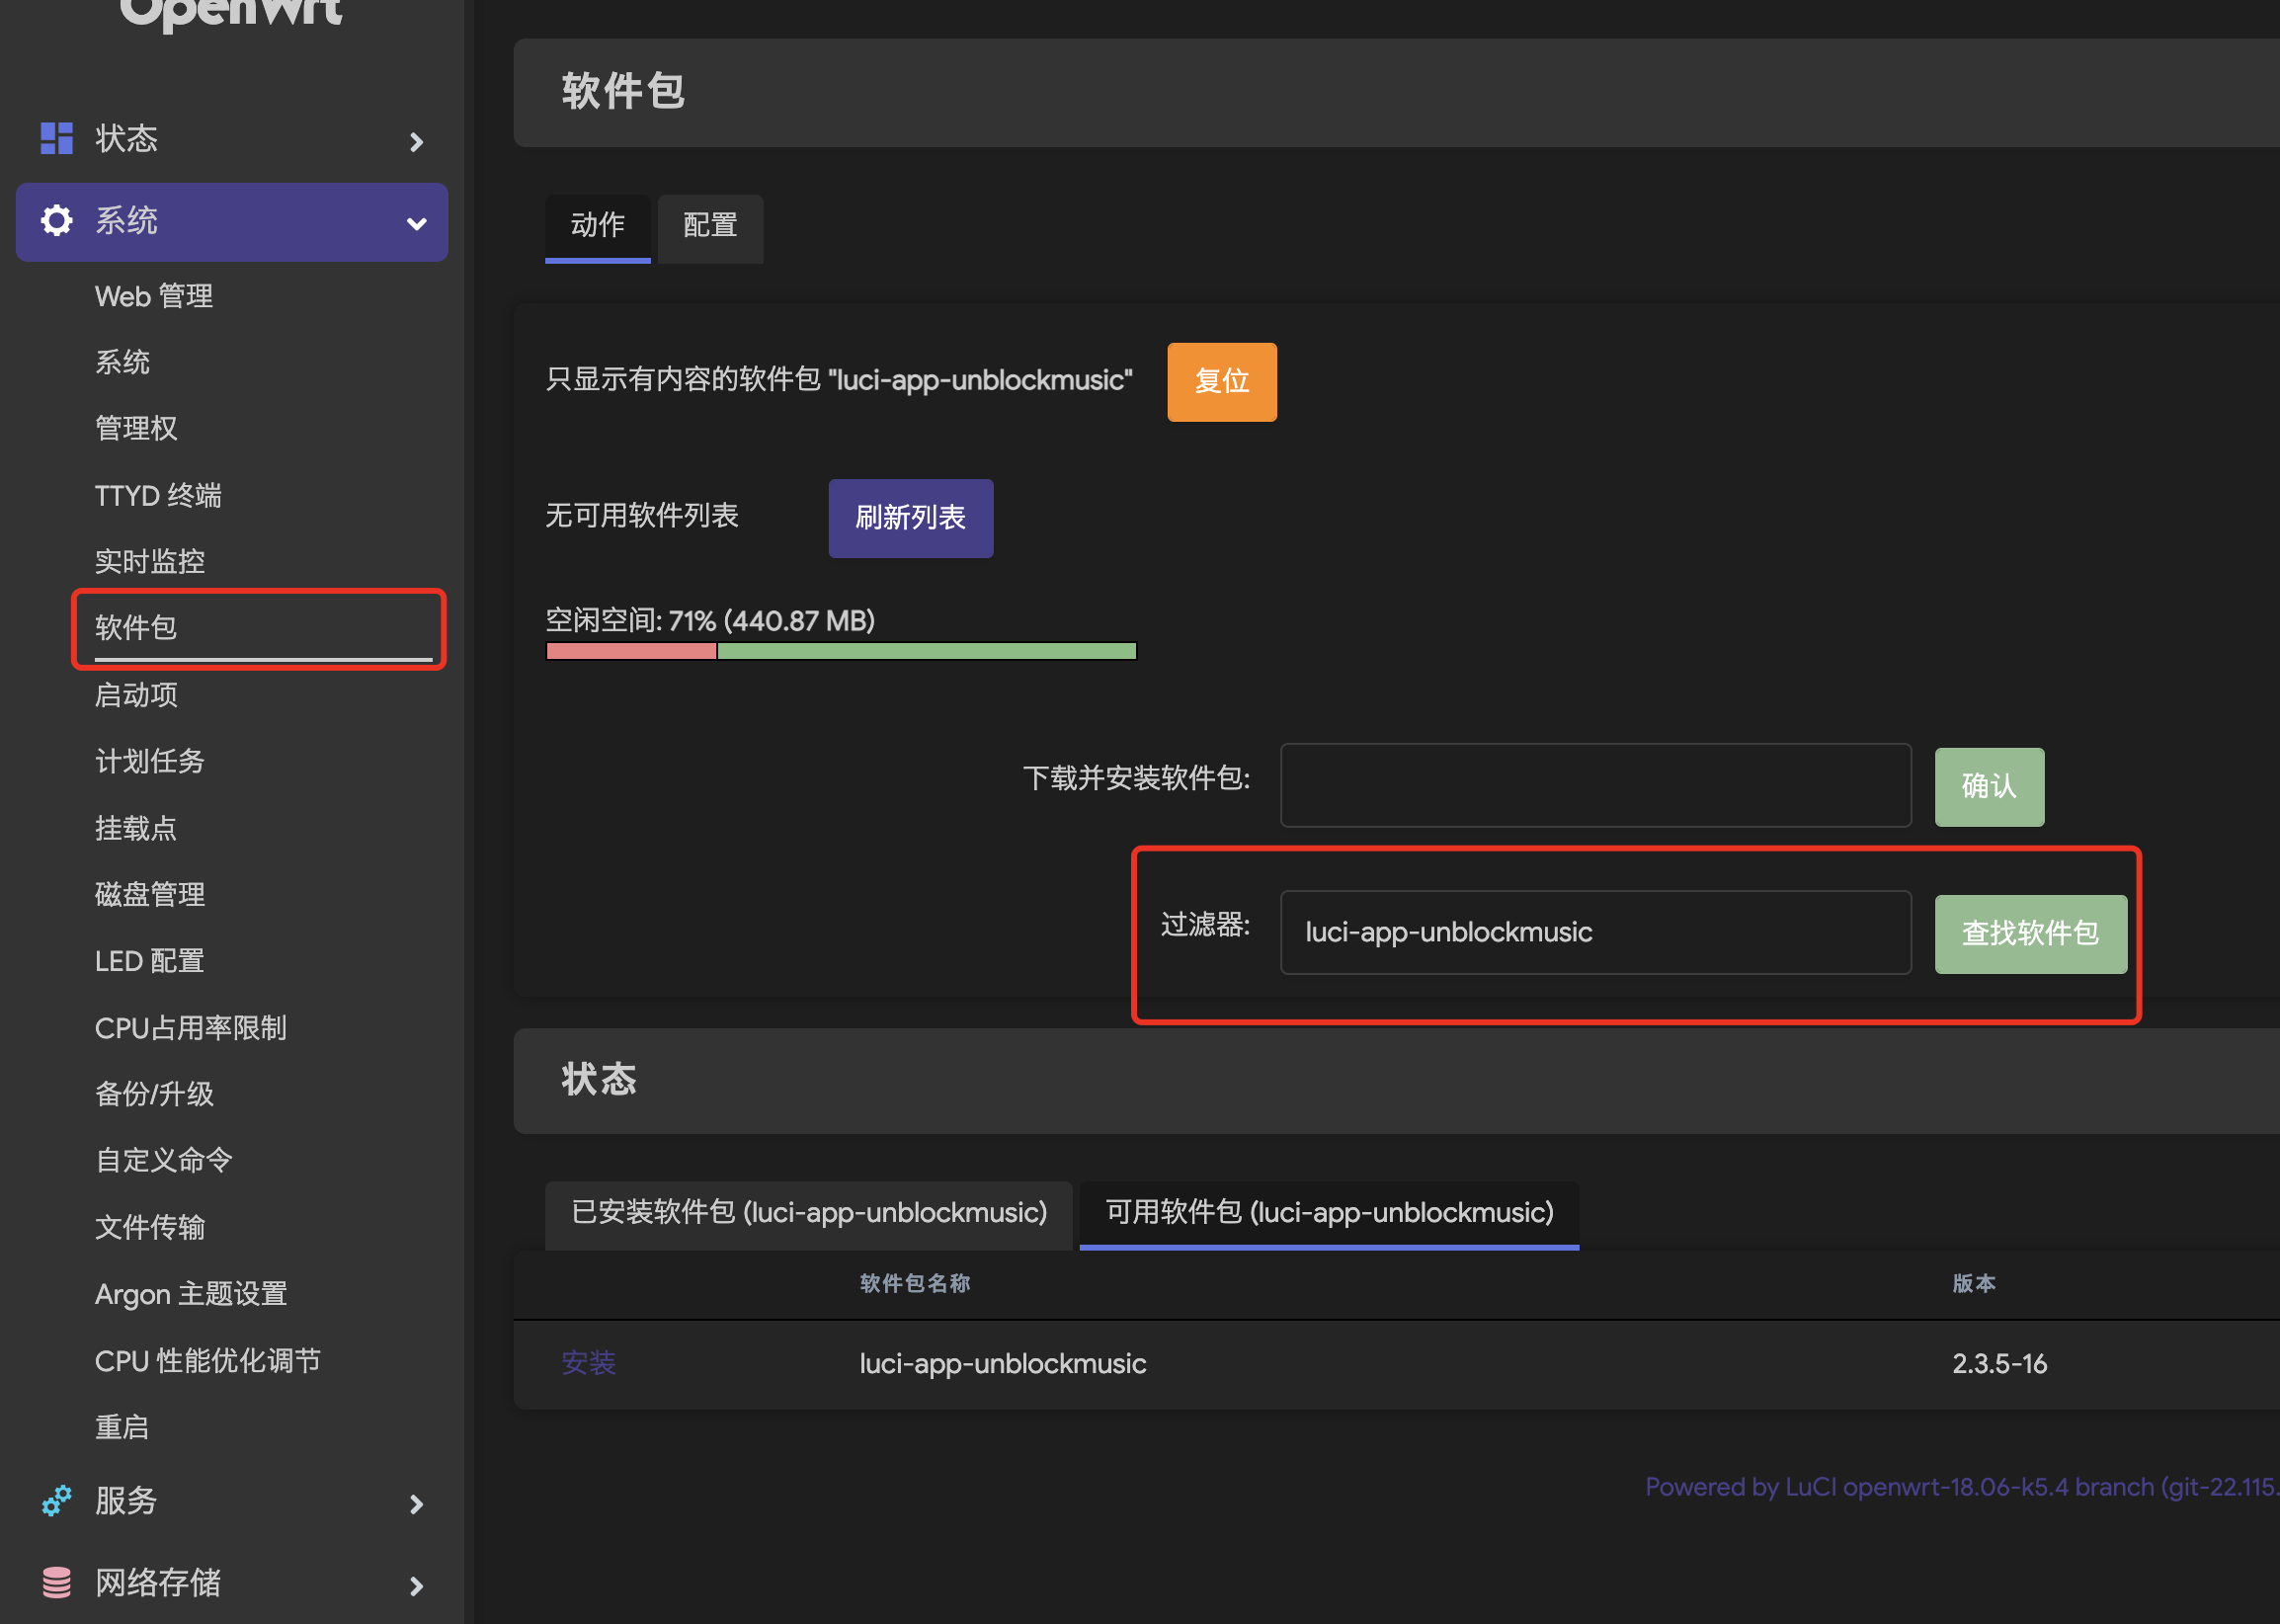 OpenWrt
状态
系统
Web 管理
系统
管理权
TTYD 终端
实时监控
软件包
启动项
计划任务
挂载点
磁盘管理
LED 配置
CPU占用率限制
备份/升级
自定义命令
文件传输
Argon 主题设置
CPU 性能优化调节
重启
服务
网络存储
软件包
动作 配置
只显示有内容的软件包 "luci-app-unblockmusic" 复位
无可用软件列表 刷新列表
空闲空间: 71% (440.87 MB)
下载并安装软件包: 确认
过滤器: luci-app-unblockmusic 查找软件包
状态
已安装软件包 (luci-app-unblockmusic) 可用软件包 (luci-app-unblockmusic)
软件包名称 版本
安装 luci-app-unblockmusic 2.3.5-16
Powered by LuCI openwrt-18.06-k5.4 branch (git-22.115.